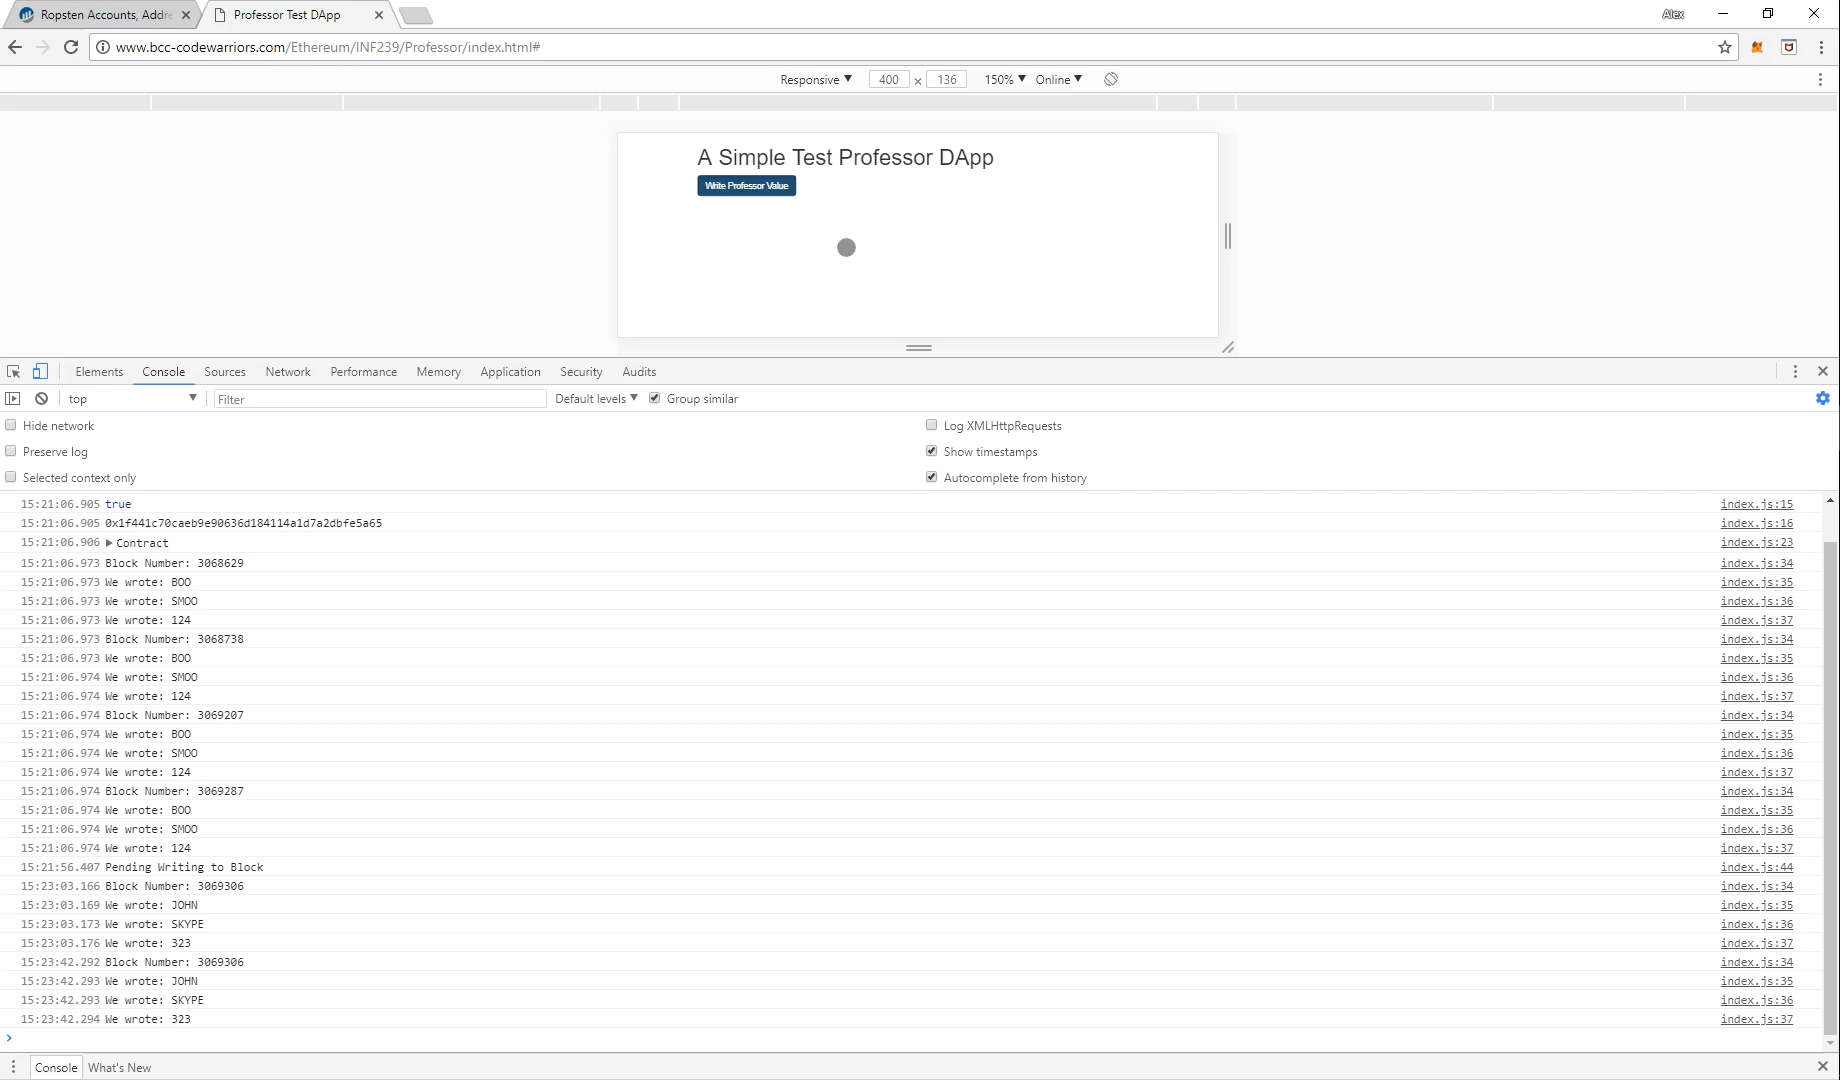 Ropsten Accounts, Addre
Professor Test DApp
Alex
www.bcc-codewarriors.com/Ethereum/INF239/Professor/index.html#
Responsive 400 × 136 150% Online
A Simple Test Professor DApp
Write Professor Value
Elements Console Sources Network Performance Memory Application Security Audits
top Filter Default levels Group similar
Hide network Log XMLHttpRequests
Preserve log Show timestamps
Selected context only Autocomplete from history
15:21:06.905 true index.js:15
15:21:06.905 0x1f441c70caeb9e90636d184114a1d7a2dbfe5a65 index.js:16
15:21:06.906 Contract index.js:23
15:21:06.973 Block Number: 3068629 index.js:34
15:21:06.973 We wrote: BOO index.js:35
15:21:06.973 We wrote: SMOO index.js:36
15:21:06.973 We wrote: 124 index.js:37
15:21:06.973 Block Number: 3068738 index.js:34
15:21:06.973 We wrote: BOO index.js:35
15:21:06.974 We wrote: SMOO index.js:36
15:21:06.974 We wrote: 124 index.js:37
15:21:06.974 Block Number: 3069207 index.js:34
15:21:06.974 We wrote: BOO index.js:35
15:21:06.974 We wrote: SMOO index.js:36
15:21:06.974 We wrote: 124 index.js:37
15:21:06.974 Block Number: 3069287 index.js:34
15:21:06.974 We wrote: BOO index.js:35
15:21:06.974 We wrote: SMOO index.js:36
15:21:06.974 We wrote: 124 index.js:37
15:21:56.407 Pending Writing to Block index.js:44
15:23:03.166 Block Number: 3069306 index.js:34
15:23:03.169 We wrote: JOHN index.js:35
15:23:03.173 We wrote: SKYPE index.js:36
15:23:03.176 We wrote: 323 index.js:37
15:23:42.292 Block Number: 3069306 index.js:34
15:23:42.293 We wrote: JOHN index.js:35
15:23:42.293 We wrote: SKYPE index.js:36
15:23:42.294 We wrote: 323 index.js:37
Console What's New